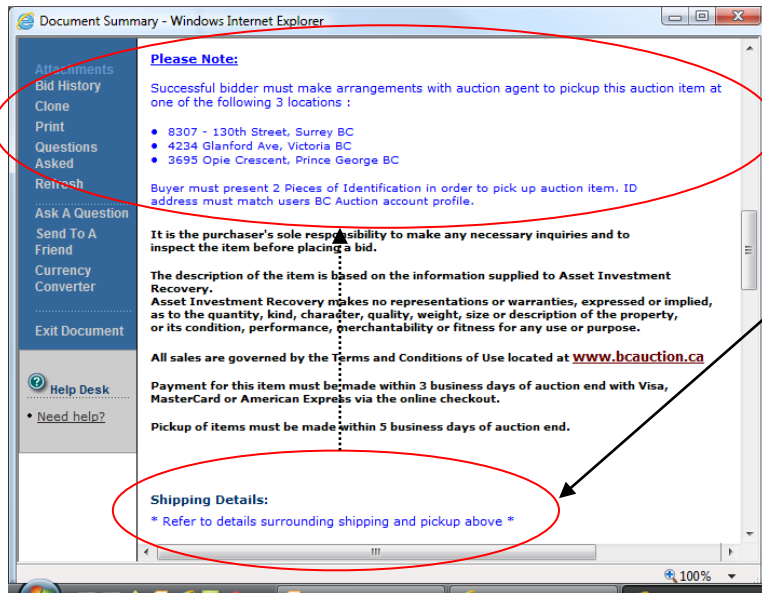 Document Summary - Windows Internet Explorer
Attachments
Bid History
Clone
Print
Questions
Asked
Refresh
Ask A Question
Send To A
Friend
Currency
Converter
Exit Document
Help Desk
• Need help?
Please Note:
Successful bidder must make arrangements with auction agent to pickup this auction item at
one of the following 3 locations :
• 8307 - 130th Street, Surrey BC
• 4234 Glanford Ave, Victoria BC
• 3695 Opie Crescent, Prince George BC
Buyer must present 2 Pieces of Identification in order to pick up auction item. ID
address must match users BC Auction account profile.
It is the purchaser's sole responsibility to make any necessary inquiries and to
inspect the item before placing a bid.
The description of the item is based on the information supplied to Asset Investment
Recovery.
Asset Investment Recovery makes no representations or warranties, expressed or implied,
as to the quantity, kind, character, quality, weight, size or description of the property,
or its condition, performance, merchantability or fitness for any use or purpose.
All sales are governed by the Terms and Conditions of Use located at www.bcauction.ca
Payment for this item must be made within 3 business days of auction end with Visa,
MasterCard or American Express via the online checkout.
Pickup of items must be made within 5 business days of auction end.
Shipping Details:
* Refer to details surrounding shipping and pickup above *
100%